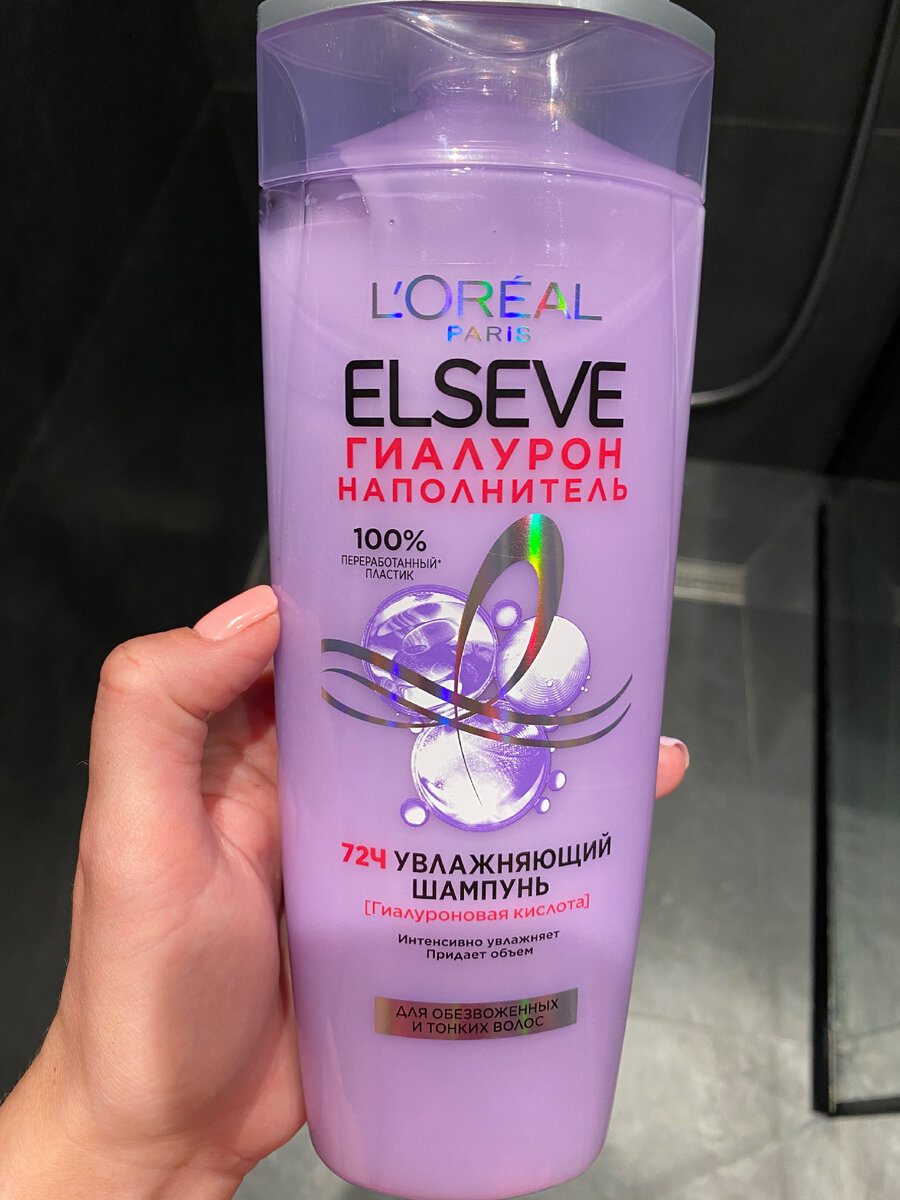 L'ORÉAL
PARIS
ELSEVE
ГИАЛУРОН
НАПОЛНИТЕЛЬ
100%
ПЕРЕРАБОТАННЫЙ*
ПЛАСТИК
72Ч УВЛАЖНЯЮЩИЙ
ШАМПУНЬ
[Гиалуроновая кислота]
Интенсивно увлажняет
Придает объем
ДЛЯ ОБЕЗВОЖЕННЫХ
И ТОНКИХ ВОЛОС